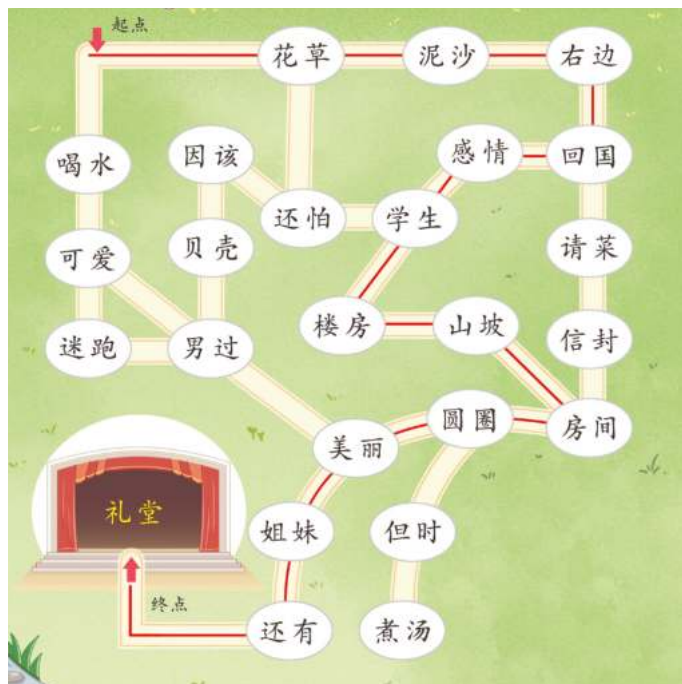 起点
花草
泥沙
右边
喝水
因该
感情
回国
还怕
学生
可爱
贝壳
请菜
迷跑
男过
楼房
山坡
信封
美丽
圆圈
房间
礼堂
姐妹
但时
终点
还有
煮汤